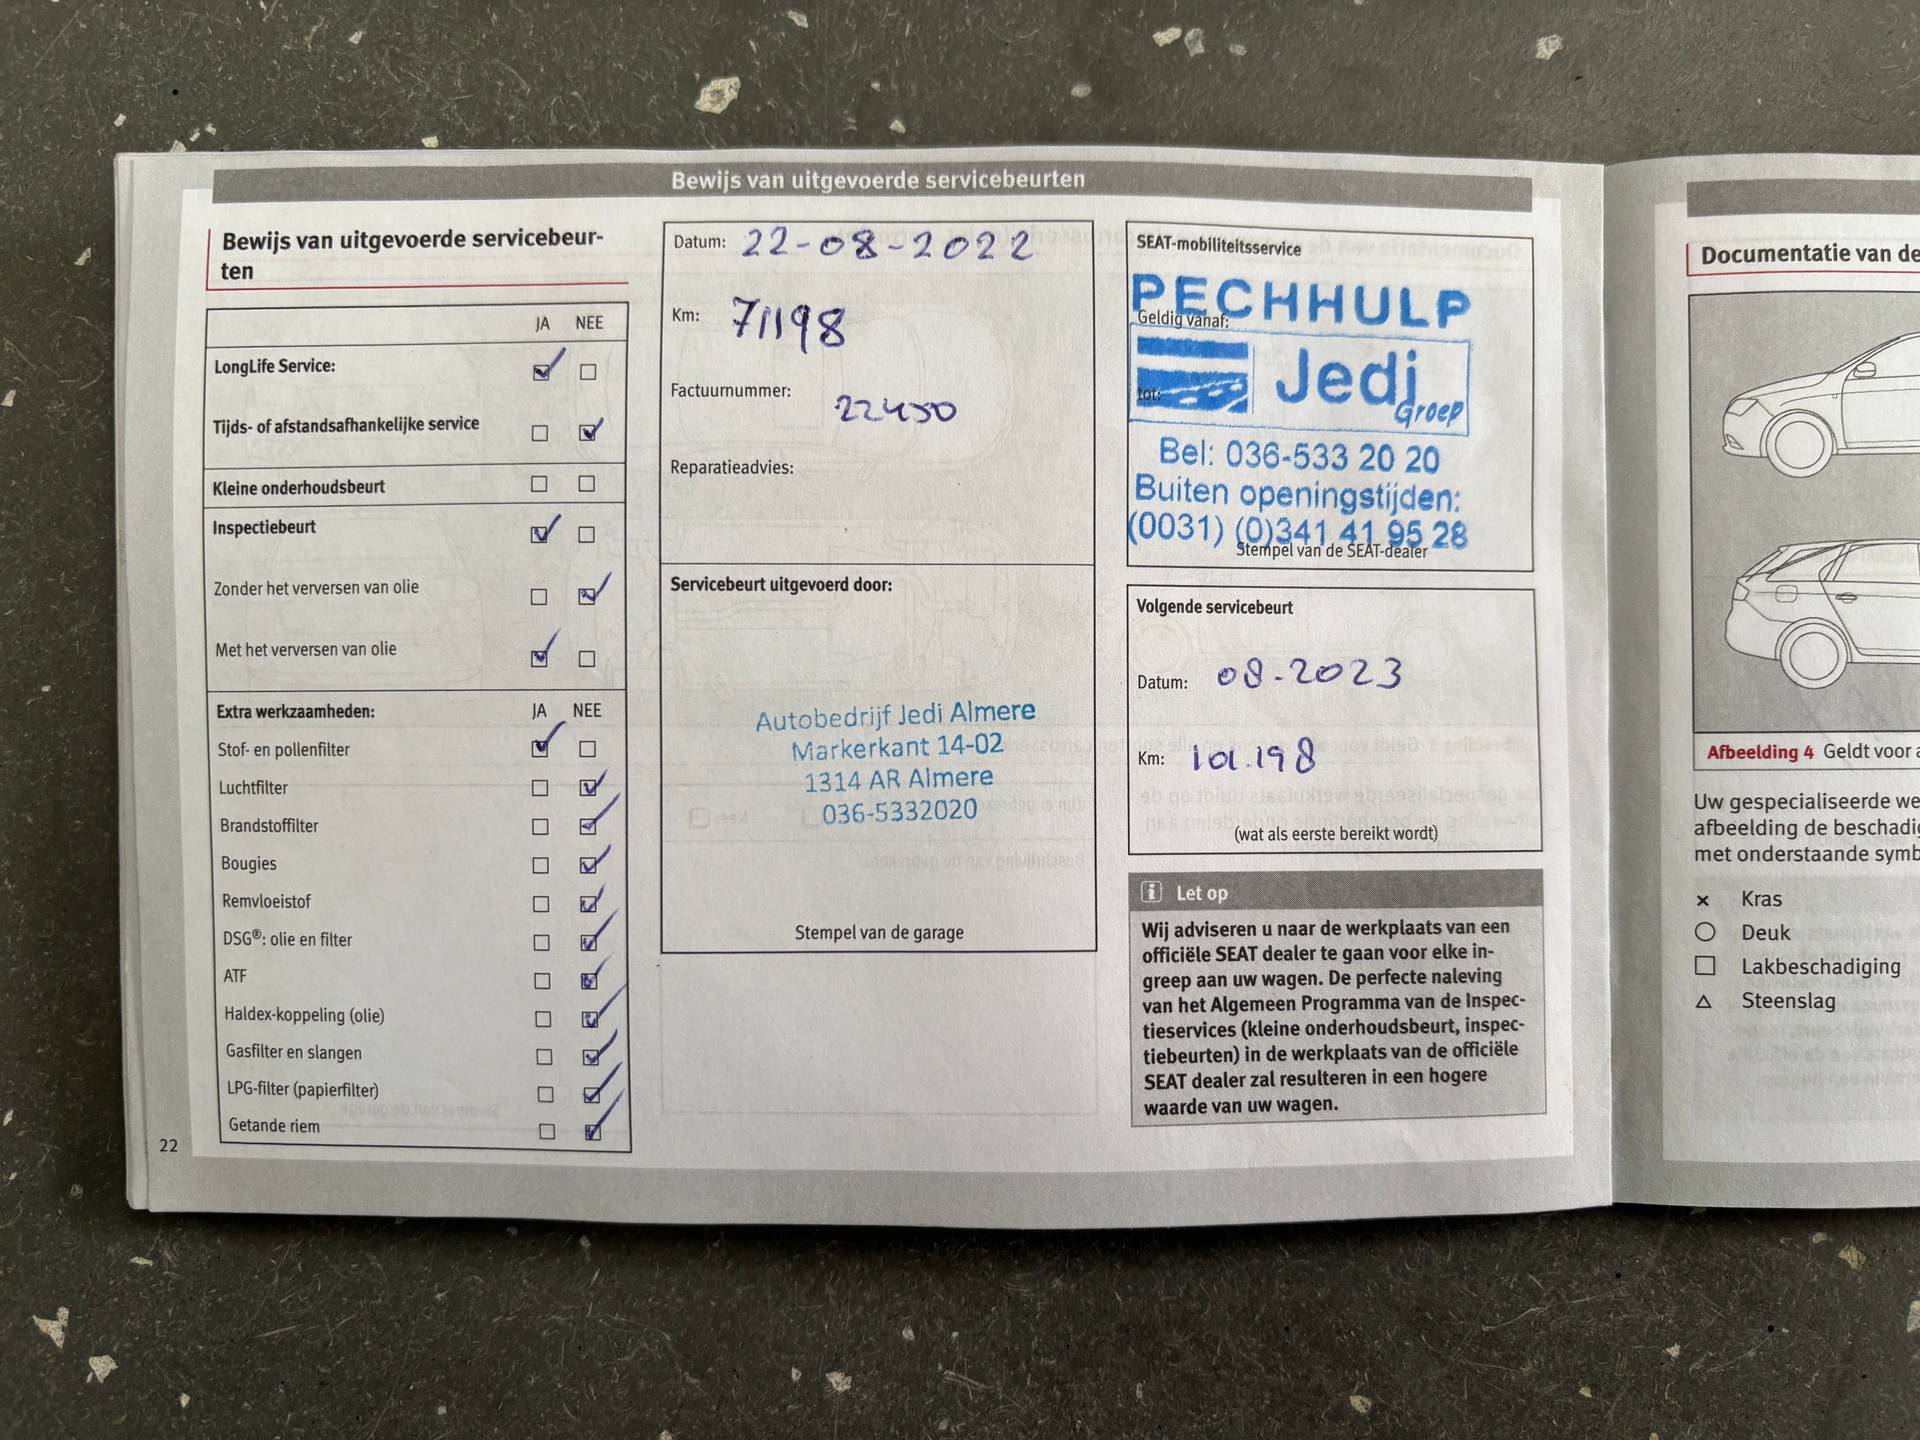 Bewijs van uitgevoerde servicebeurten
Bewijs van uitgevoerde servicebeur-
ten
JA NEE
LongLife Service:
Tijds- of afstandsafhankelijke service
Kleine onderhoudsbeurt
Inspectiebeurt
Zonder het verversen van olie
Met het verversen van olie
Extra werkzaamheden: JA NEE
Stof- en pollenfilter
Luchtfilter
Brandstoffilter
Bougies
Remvloeistof
DSG®: olie en filter
ATF
Haldex-koppeling (olie)
Gasfilter en slangen
LPG-filter (papierfilter)
Getande riem
22
Datum: 22-08-2022
Km: 71198
Factuurnummer: 22450
Reparatieadvies:
Servicebeurt uitgevoerd door:
Autobedrijf Jedi Almere
Markerkant 14-02
1314 AR Almere
036-5332020
Stempel van de garage
SEAT-mobiliteitsservice
PECHHULP
Geldig vanaf:
Jedi
tot:
Groep
Bel: 036-533 20 20
Buiten openingstijden:
(0031) (0)341 41 95 28
Stempel van de SEAT-dealer
Volgende servicebeurt
Datum: 08-2023
Km: 101.198
(wat als eerste bereikt wordt)
i Let op
Wij adviseren u naar de werkplaats van een
officiële SEAT dealer te gaan voor elke in-
greep aan uw wagen. De perfecte naleving
van het Algemeen Programma van de Inspec-
tieservices (kleine onderhoudsbeurt, inspec-
tiebeurten) in de werkplaats van de officiële
SEAT dealer zal resulteren in een hogere
waarde van uw wagen.
Documentatie van de
Afbeelding 4 Geldt voor a
Uw gespecialiseerde we
afbeelding de beschadig
met onderstaande symb
Kras
Deuk
Lakbeschadiging
Steenslag